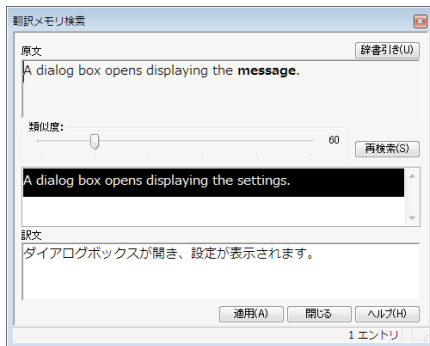 翻訳メモリ検索
原文
辞書引き(U)
A dialog box opens displaying the message.
類似度:
60
再検索(S)
A dialog box opens displaying the settings.
訳文
ダイアログボックスが開き、設定が表示されます。
適用(A) 閉じる ヘルプ(H)
1 エントリ